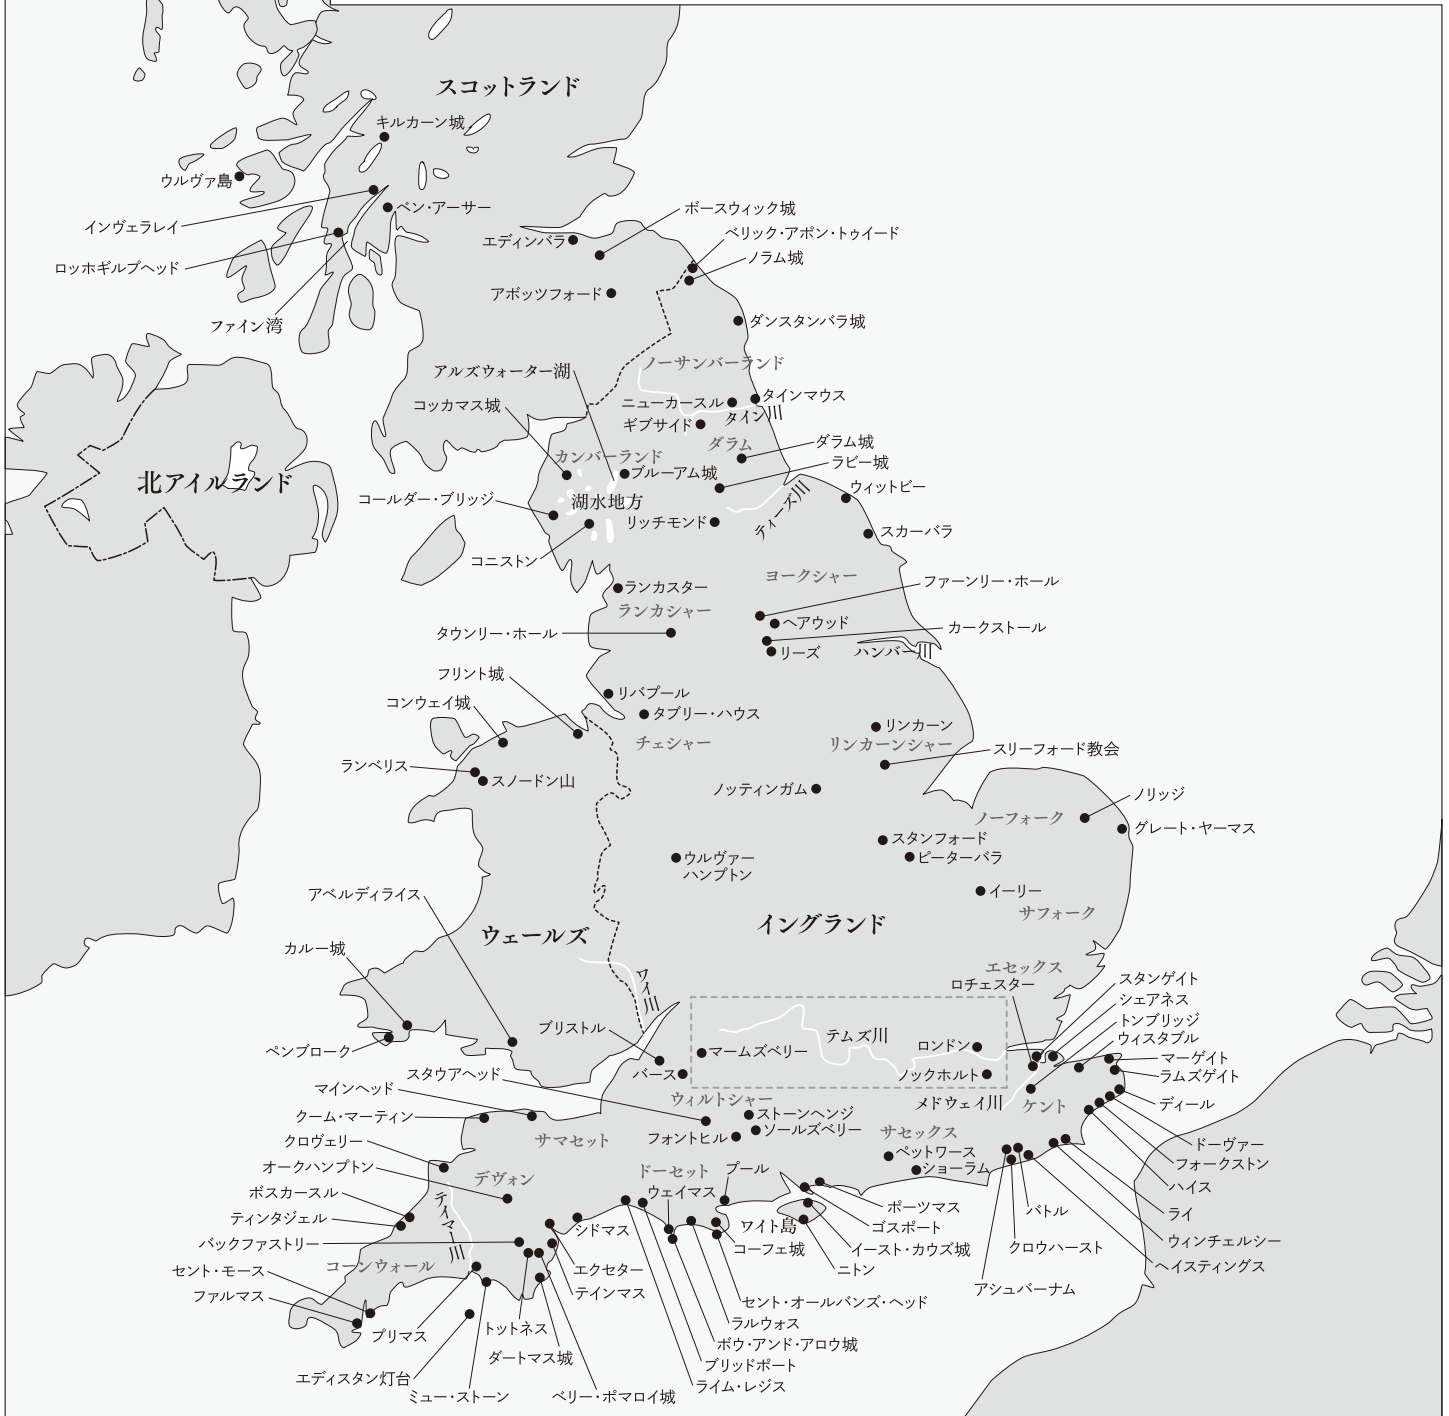 スコットランド
キルカーン城
ウルヴァ島
インヴェラレイ
ベン・アーサー
ボースウィック城
ベリック・アポン・トゥイード
エディンバラ
ノラム城
ロッホギルプヘッド
アボッツフォード
ファイン湾
ダンスタンバラ城
ノーサンバーランド
アルズウォーター湖
コッカマス城
ニューカースル
タインマウス
タイン川
ギブサイド
ダラム
ダラム城
カンバーランド
ブルーアム城
ラビー城
北アイルランド
ウィットビー
コールダー・ブリッジ
湖水地方
ティーズ川
リッチモンド
スカーバラ
コニストン
ヨークシャー
ファーンリー・ホール
ランカスター
ランカシャー
ヘアウッド
カークストール
タウンリー・ホール
リーズ
ハンバー川
フリント城
リバプール
コンウェイ城
タブリー・ハウス
リンカーン
チェシャー
リンカーンシャー
スリーフォード教会
ランベリス
スノードン山
ノッティンガム
ノリッジ
ノーフォーク
グレート・ヤーマス
スタンフォード
ピーターバラ
ウルヴァー
ハンプトン
イーリー
アベルディライス
サフォーク
イングランド
ウェールズ
カルー城
エセックス
ロチェスター
スタンゲイト
ワイ川
シェアネス
トンブリッジ
ブリストル
テムズ川
ウィスタブル
ペンブローク
マームズベリー
ロンドン
マーゲイト
スタウアヘッド
バース
ノックホルト
ラムズゲイト
マインヘッド
ウィルトシャー
メドウェイ川
ケント
ディール
クーム・マーティン
ストーンヘンジ
サマセット
フォントヒル
ソールズベリー
サセックス
クロヴェリー
ドーヴァー
ペットワース
オークハンプトン
ショーラム
フォークストン
デヴォン
ドーセット
プール
ハイス
ボスカースル
ウェイマス
ティマー川
ポーツマス
バトル
ライ
ティンタジェル
シドマス
ワイト島
ゴスポート
バックファストリー
コーフェ城
イースト・カウズ城
クロウハースト
ウィンチェルシー
コーンウォール
エクセター
ニトン
ヘイスティングス
セント・モース
テインマス
アシュバーナム
ファルマス
セント・オールバンズ・ヘッド
プリマス
トットネス
ラルウォス
ボウ・アンド・アロウ城
ダートマス城
ブリッドポート
エディスタン灯台
ライム・レジス
ミュー・ストーン
ベリー・ポマロイ城